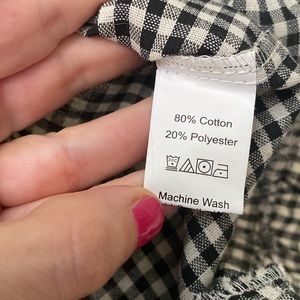 80% Cotton
20% Polyester
Machine Wash